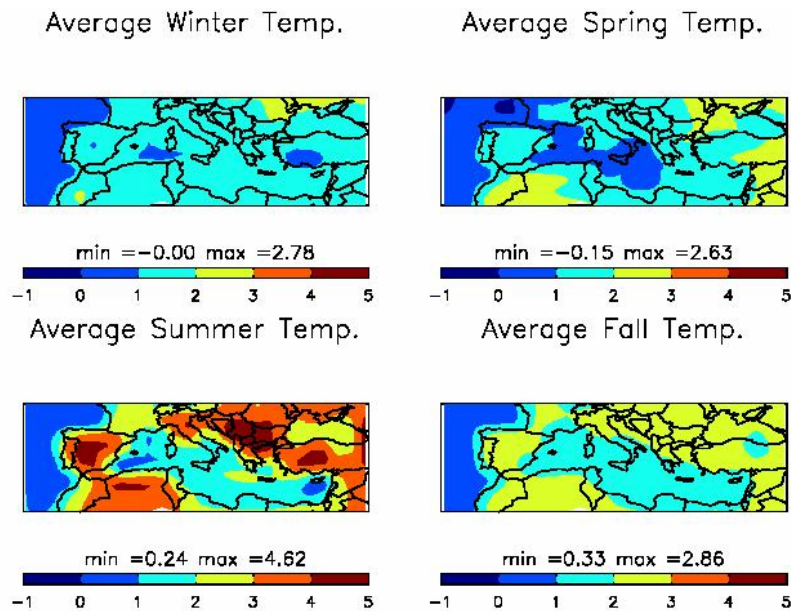 Average Winter Temp.
Average Spring Temp.
min =-0.00 max =2.78
min =-0.15 max =2.63
-1 0 1 2 3 4 5
-1 0 1 2 3 4 5
Average Summer Temp.
Average Fall Temp.
min =0.24 max =4.62
min =0.33 max =2.86
-1 0 1 2 3 4 5
-1 0 1 2 3 4 5